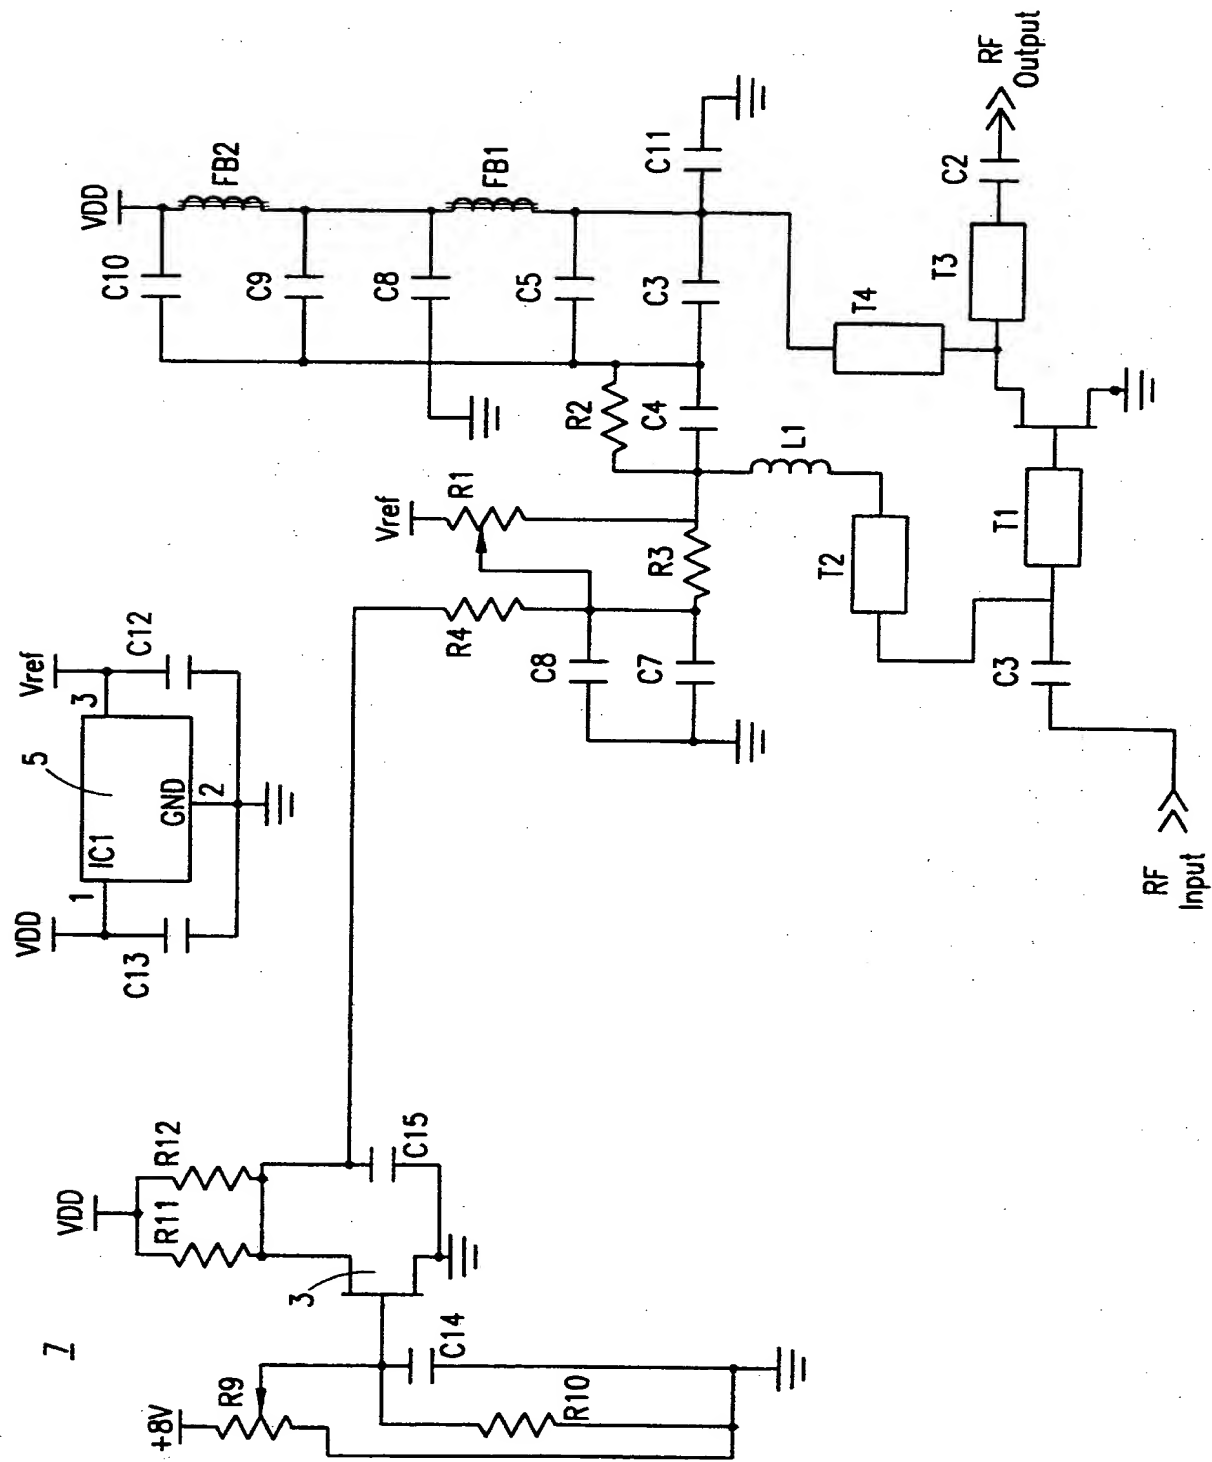 7
+8V
R9
R10
C14
3
VDD
R11
R12
C15
VDD
1
C13
IC1
5
GND
2
3
Vref
C12
Vref
R1
R4
R3
C8
C7
R2
C4
VDD
C10
FB2
C9
C8
FB1
C5
C3
C11
L1
T2
T4
T1
T3
C3
C2
RF
Input
RF
Output